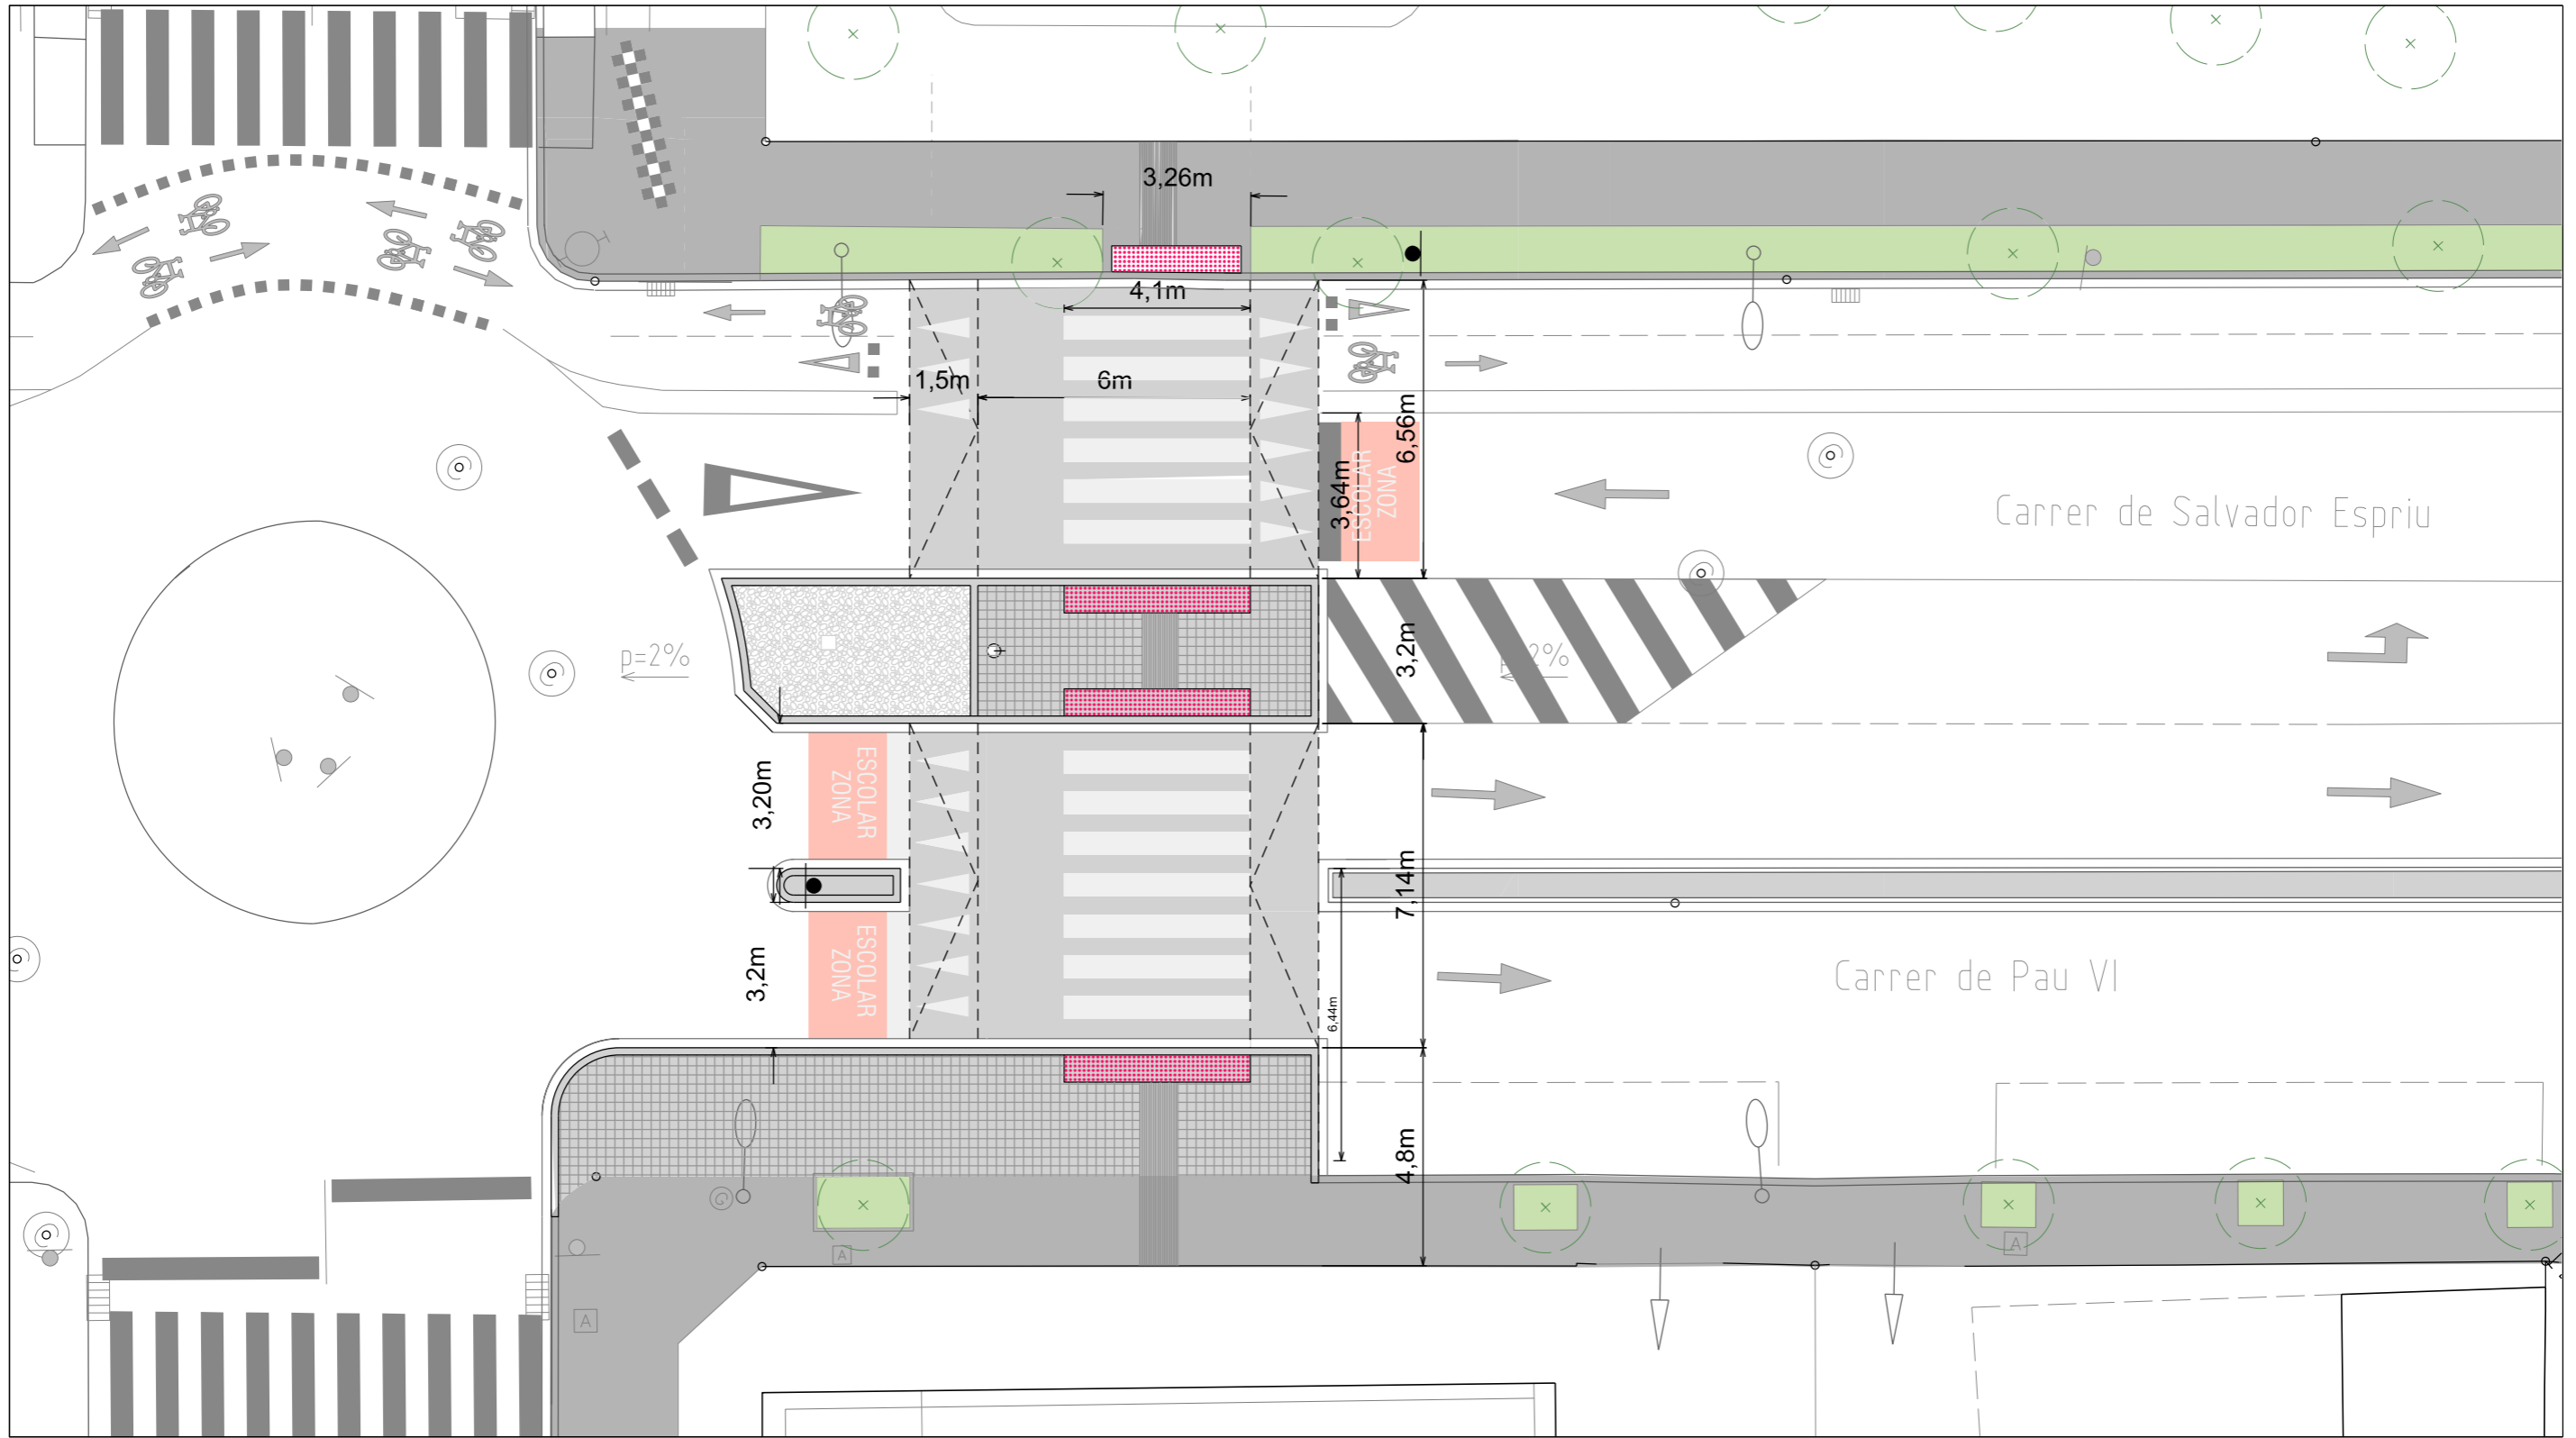 3,26m
4,1m
1,5m
6m
6,56m
3,64m
ESCOLAR
ZONA
Carrer de Salvador Espriu
p=2%
3,2m
2%
3,20m
ESCOLAR
ZONA
7,14m
3,2m
ESCOLAR
ZONA
Carrer de Pau VI
6,44m
4,8m
A
A
A